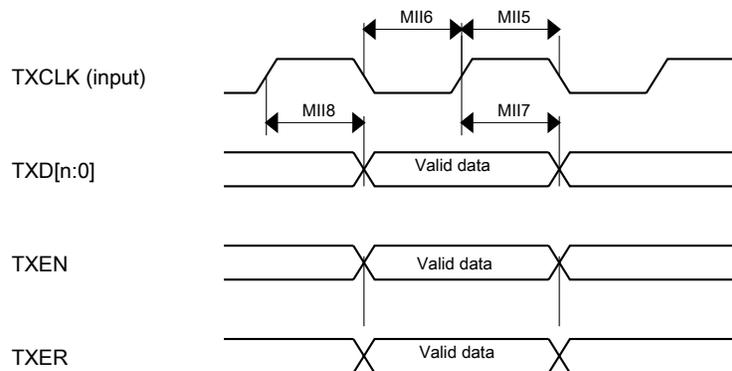 MII6
MII5
TXCLK (input)
MII8
MII7
TXD[n:0]
Valid data
TXEN
Valid data
TXER
Valid data